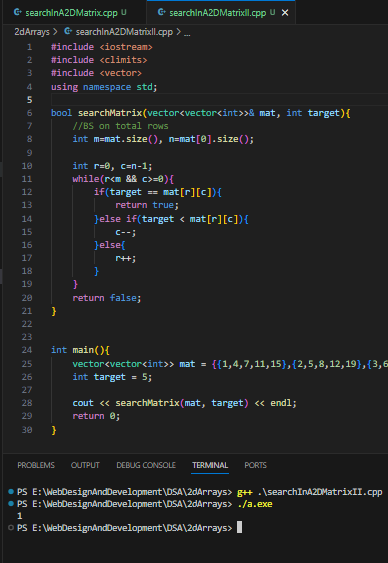 searchInA2DMatrix.cpp U
searchInA2DMatrixII.cpp U ✕
2dArrays > searchInA2DMatrixII.cpp > ...
1 #include <iostream>
2 #include <climits>
3 #include <vector>
4 using namespace std;
5
6 bool searchMatrix(vector<vector<int>>& mat, int target){
7 //BS on total rows
8 int m=mat.size(), n=mat[0].size();
9
10 int r=0, c=n-1;
11 while(r<m && c>=0){
12 if(target == mat[r][c]){
13 return true;
14 }else if(target < mat[r][c]){
15 c--;
16 }else{
17 r++;
18 }
19 }
20 return false;
21 }
22
23
24 int main(){
25 vector<vector<int>> mat = {{1,4,7,11,15},{2,5,8,12,19},{3,6
26 int target = 5;
27
28 cout << searchMatrix(mat, target) << endl;
29 return 0;
30 }
PROBLEMS OUTPUT DEBUG CONSOLE TERMINAL PORTS
PS E:\WebDesignAndDevelopment\DSA\2dArrays> g++ .\searchInA2DMatrixII.cpp
PS E:\WebDesignAndDevelopment\DSA\2dArrays> ./a.exe
1
PS E:\WebDesignAndDevelopment\DSA\2dArrays>